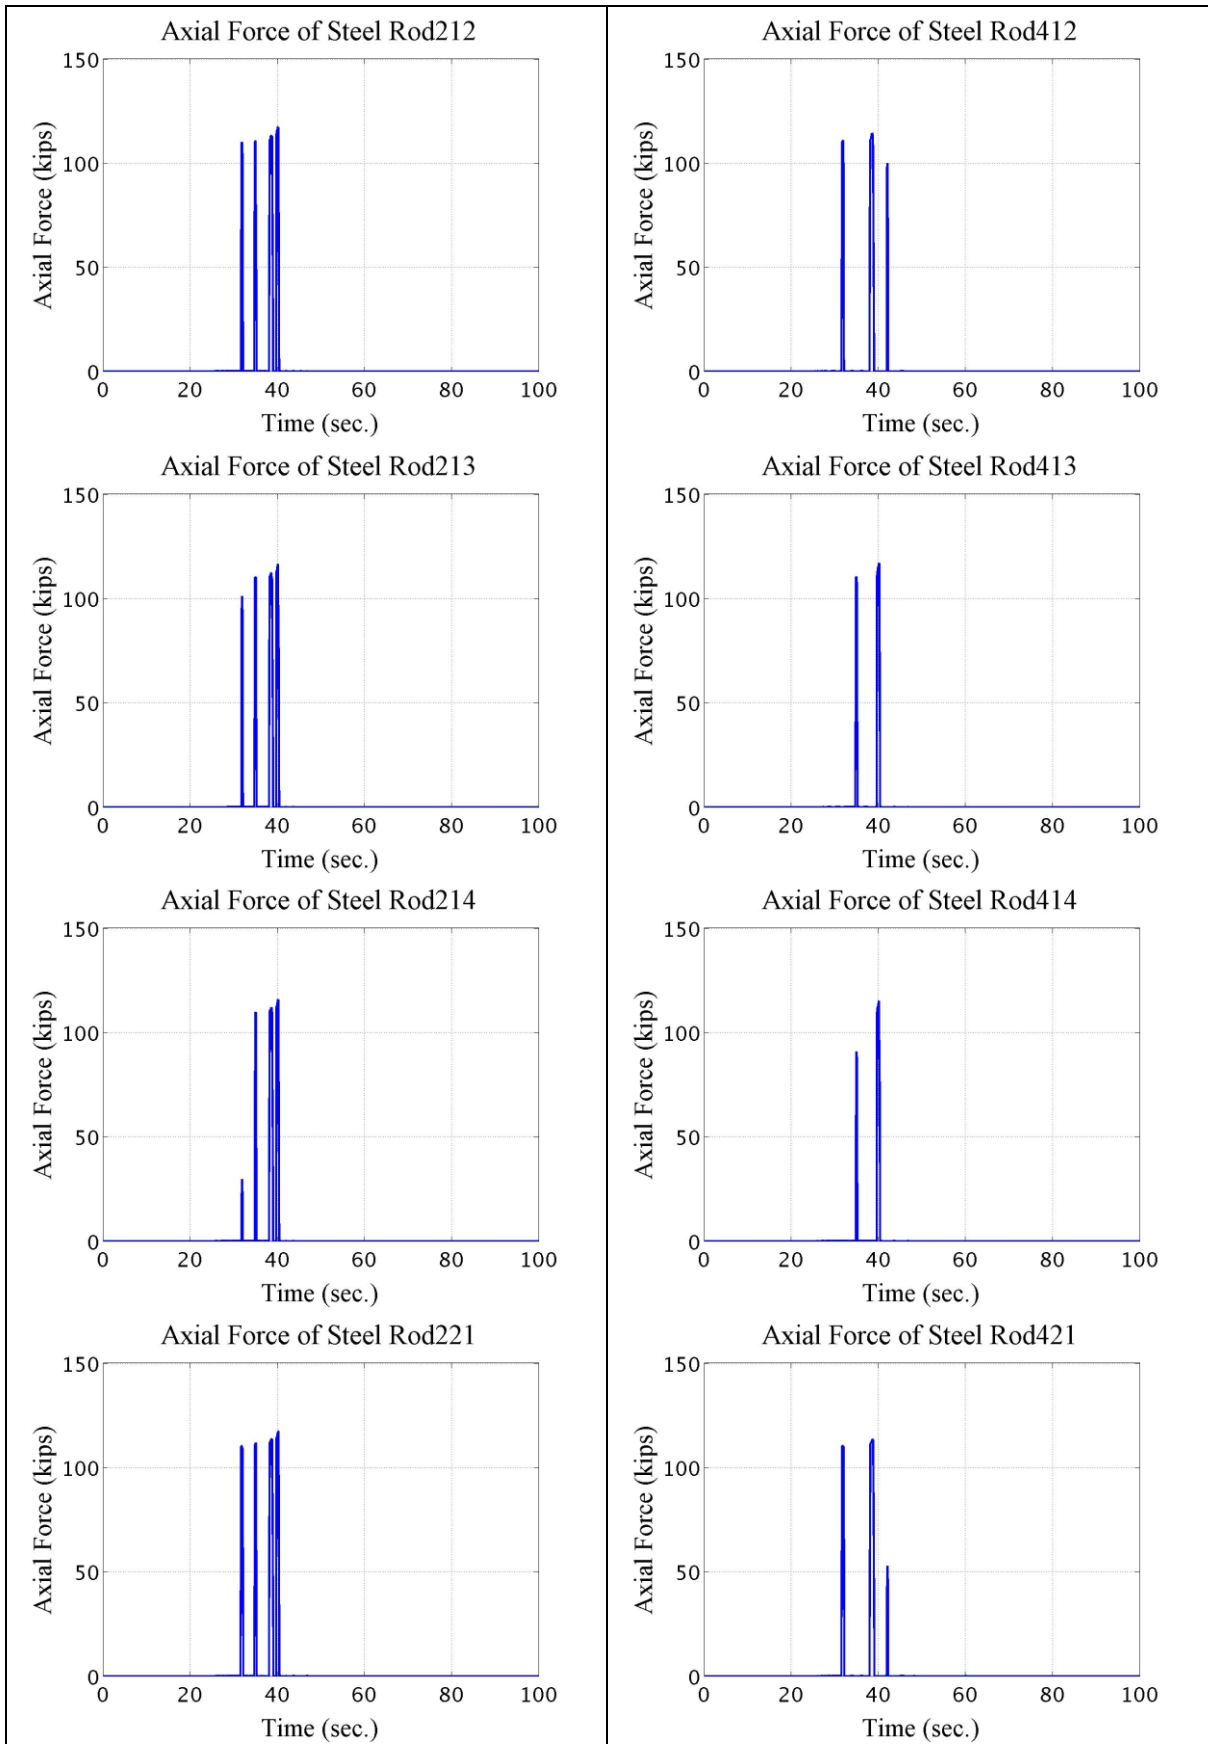 Axial Force of Steel Rod212
150
100
50
0
Axial Force (kips)
0 20 40 60 80 100
Time (sec.)
Axial Force of Steel Rod412
150
100
50
0
Axial Force (kips)
0 20 40 60 80 100
Time (sec.)
Axial Force of Steel Rod213
150
100
50
0
Axial Force (kips)
0 20 40 60 80 100
Time (sec.)
Axial Force of Steel Rod413
150
100
50
0
Axial Force (kips)
0 20 40 60 80 100
Time (sec.)
Axial Force of Steel Rod214
150
100
50
0
Axial Force (kips)
0 20 40 60 80 100
Time (sec.)
Axial Force of Steel Rod414
150
100
50
0
Axial Force (kips)
0 20 40 60 80 100
Time (sec.)
Axial Force of Steel Rod221
150
100
50
0
Axial Force (kips)
0 20 40 60 80 100
Time (sec.)
Axial Force of Steel Rod421
150
100
50
0
Axial Force (kips)
0 20 40 60 80 100
Time (sec.)